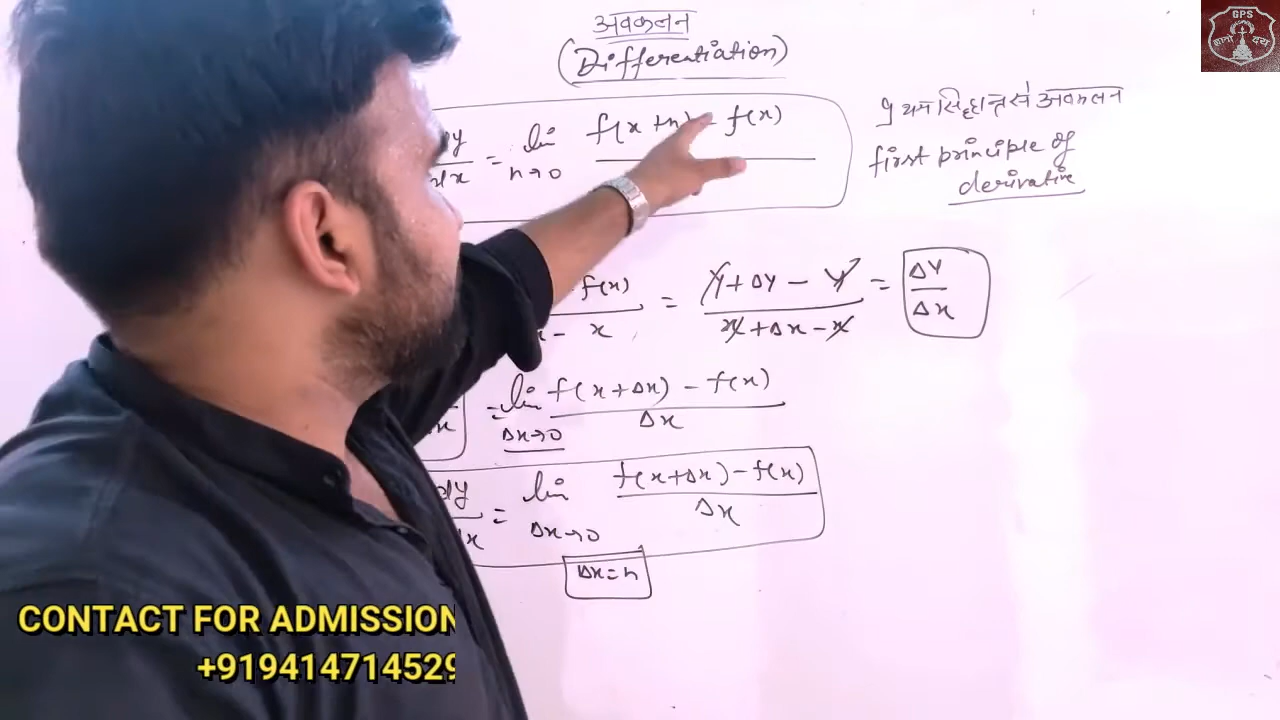 अवकलन
(Differentiation)
GPS
dy/dx = lim h→0 f(x+h) - f(x)
प्रथम सिद्धान्त से अवकलन
first principle of
derivative
f(x) / - x = y+Δy - y / x+Δx-x = Δy/Δx
= lim Δx→0 f(x+Δx) - f(x) / Δx
dy/dx = lim Δx→0 f(x+Δx) - f(x) / Δx
Δx = h
CONTACT FOR ADMISSION
+919414714529